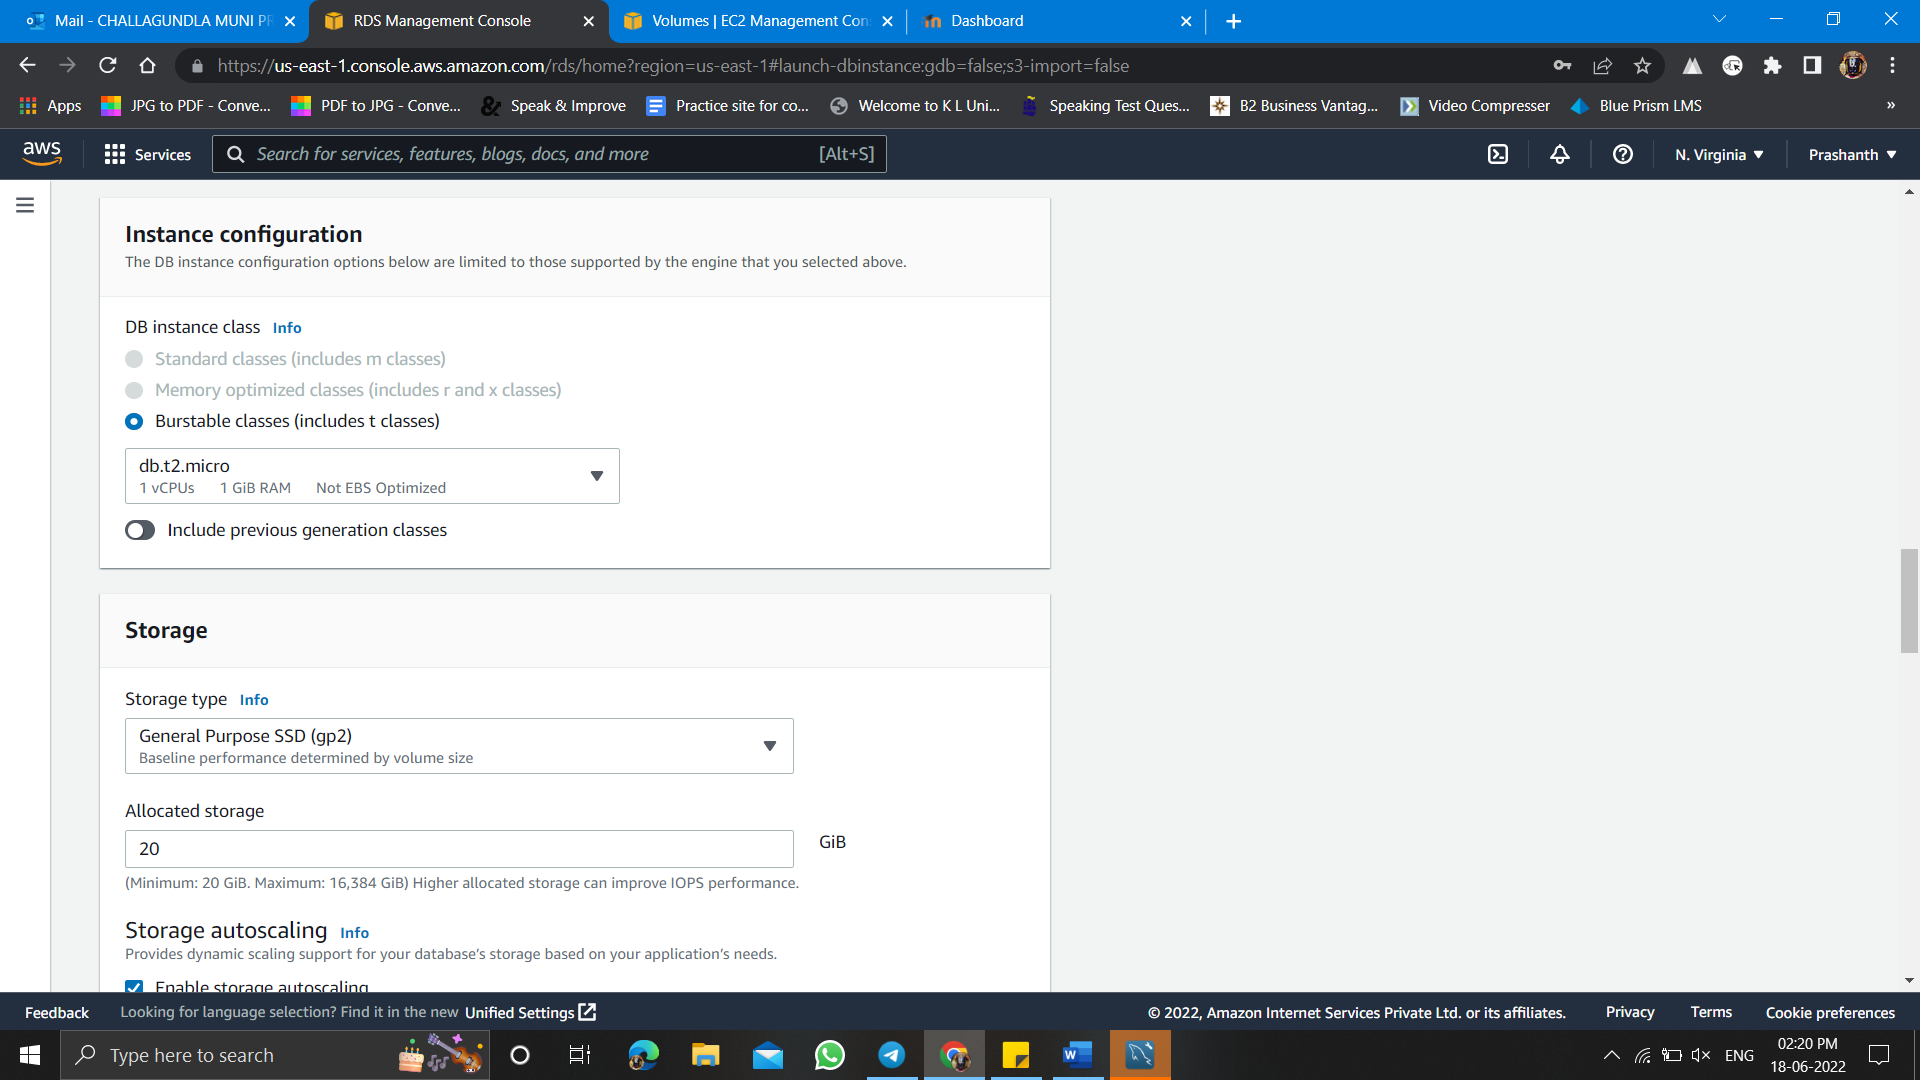 Mail - CHALLAGUNDLA MUNI PR
RDS Management Console
Volumes | EC2 Management Con
Dashboard
https://us-east-1.console.aws.amazon.com/rds/home?region=us-east-1#launch-dbinstance:gdb=false;s3-import=false
Apps
JPG to PDF - Conve...
PDF to JPG - Conve...
Speak & Improve
Practice site for co...
Welcome to K L Uni...
Speaking Test Ques...
B2 Business Vantag...
Video Compresser
Blue Prism LMS
»
aws
Services
Search for services, features, blogs, docs, and more
[Alt+S]
N. Virginia
Prashanth
Instance configuration
The DB instance configuration options below are limited to those supported by the engine that you selected above.
DB instance class Info
Standard classes (includes m classes)
Memory optimized classes (includes r and x classes)
Burstable classes (includes t classes)
db.t2.micro
1 vCPUs 1 GiB RAM Not EBS Optimized
Include previous generation classes
Storage
Storage type Info
General Purpose SSD (gp2)
Baseline performance determined by volume size
Allocated storage
20
GiB
(Minimum: 20 GiB. Maximum: 16,384 GiB) Higher allocated storage can improve IOPS performance.
Storage autoscaling Info
Provides dynamic scaling support for your database's storage based on your application's needs.
Enable storage autoscaling
Feedback
Looking for language selection? Find it in the new Unified Settings
© 2022, Amazon Internet Services Private Ltd. or its affiliates.
Privacy
Terms
Cookie preferences
Type here to search
ENG
02:20 PM
18-06-2022